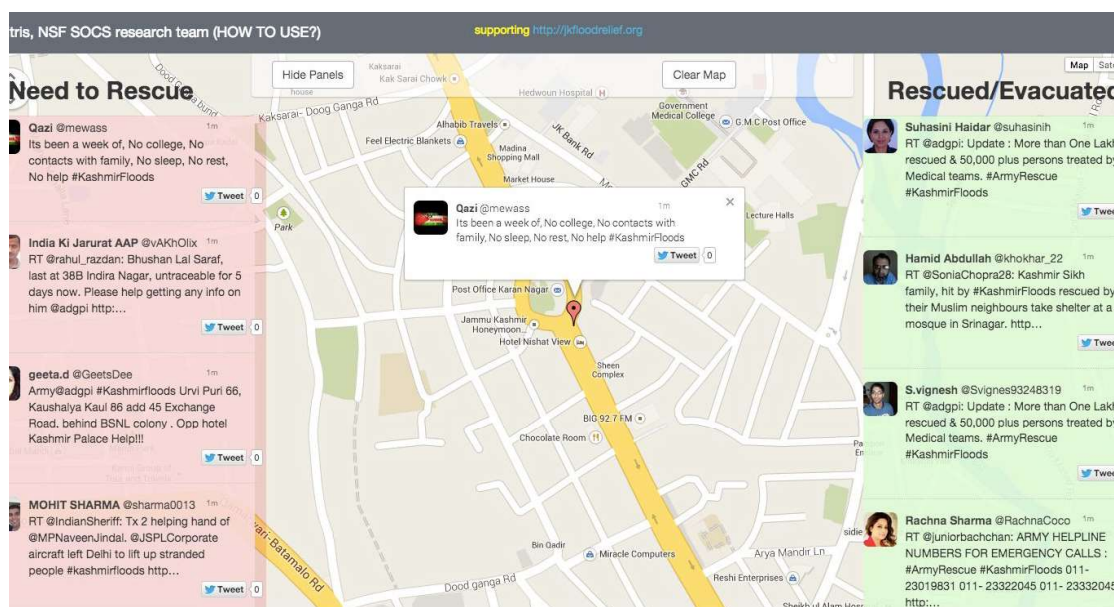 tris, NSF SOCS research team (HOW TO USE?)
supporting http://jkfloodrelief.org
Need to Rescue
Qazi @mewass 1m
Its been a week of, No college, No
contacts with family, No sleep, No rest,
No help #KashmirFloods
Tweet 0
India Ki Jarurat AAP @vAKhOlix 1m
RT @rahul_razdan: Bhushan Lal Saraf,
last at 38B Indira Nagar, untraceable for 5
days now. Please help getting any info on
him @adgpi http:...
Tweet 0
geeta.d @GeetsDee 1m
Army@adgpi #Kashmirfloods Urvi Puri 66,
Kaushalya Kaul 86 add 45 Exchange
Road. behind BSNL colony . Opp hotel
Kashmir Palace Help!!!
Tweet 0
MOHIT SHARMA @sharma0013 1m
RT @IndianSheriff: Tx 2 helping hand of
@MPNaveenJindal. @JSPLCorporate
aircraft left Delhi to lift up stranded
people #kashmirfloods http...
Tweet 0
Hide Panels
Clear Map
Dood Ganga bund
Kaksarai
Kak Sarai Chowk
house
Kaksarai- Doog Ganga Rd
Hedwoun Hospital
Government
Medical College
G.M.C Post Office
Alhabib Travels
Feel Electric Blankets
Madina
Shopping Mall
JK Bank Rd
GMC Rd
Market House
Lecture Halls
Park
Qazi @mewass 1m
Its been a week of, No college, No contacts with
family, No sleep, No rest, No help #KashmirFloods
Tweet 0
Post Office Karan Nagar
Jammu Kashmir
Honeymoon...
Hotel Nishat View
Sheen
Complex
BIG 92.7 FM
Chocolate Room
Bin Qadir
Miracle Computers
Arya Mandir Ln
Reshi Enterprises
Dood ganga Rd
Sheikh ul Alam
Map Sate
Rescued/Evacuated
Suhasini Haidar @suhasinih 1m
RT @adgpi: Update : More than One Lakh
rescued & 50,000 plus persons treated by
Medical teams. #ArmyRescue
#KashmirFloods
Tweet
Hamid Abdullah @khokhar_22 1m
RT @SoniaChopra28: Kashmir Sikh
family, hit by #KashmirFloods rescued by
their Muslim neighbours take shelter at a
mosque in Srinagar. http...
Tweet
S.vignesh @Svignes93248319 1m
RT @adgpi: Update : More than One Lakh
rescued & 50,000 plus persons treated by
Medical teams. #ArmyRescue
#KashmirFloods
Tweet
Rachna Sharma @RachnaCoco 1m
RT @juniorbachchan: ARMY HELPLINE
NUMBERS FOR EMERGENCY CALLS :
#ArmyRescue #KashmirFloods 011-
23019831 011- 23322045 011- 23332045
http:...